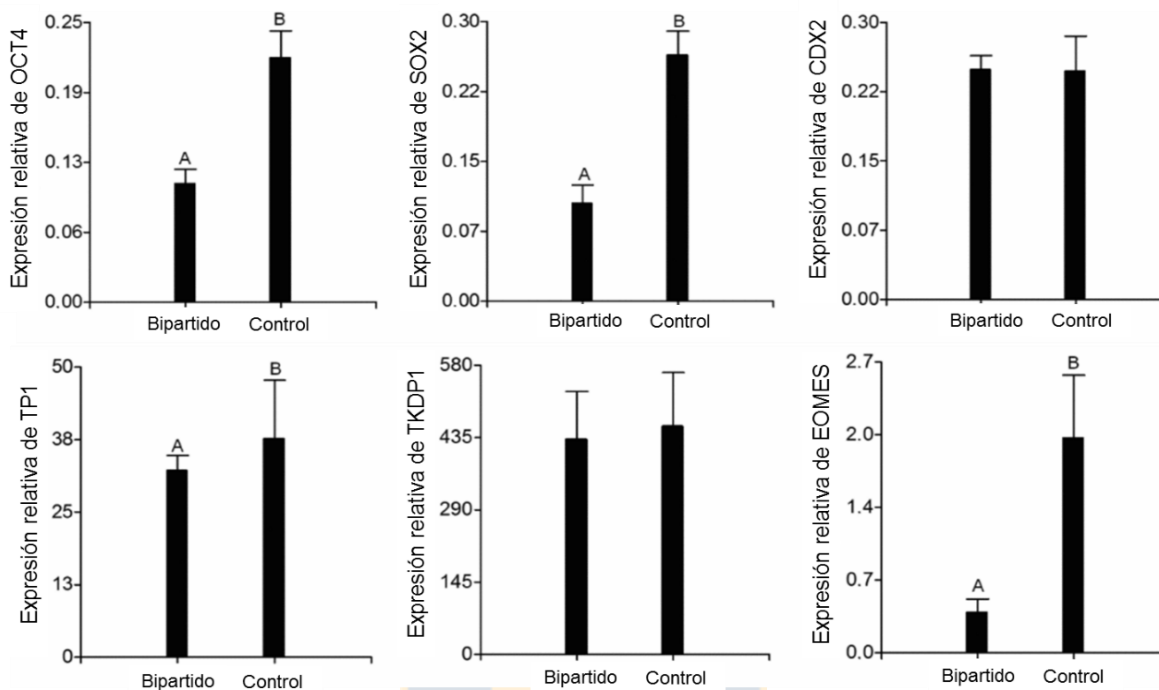 Expresión relativa de OCT4
0.25
0.19
0.13
0.06
0.00
A
B
Bipartido
Control
Expresión relativa de SOX2
0.30
0.22
0.15
0.07
0.00
A
B
Bipartido
Control
Expresión relativa de CDX2
0.30
0.22
0.15
0.07
0.00
Bipartido
Control
Expresión relativa de TP1
50
38
25
13
0
A
B
Bipartido
Control
Expresión relativa de TKDP1
580
435
290
145
0
Bipartido
Control
Expresión relativa de EOMES
2.7
2.0
1.4
0.7
0.0
A
B
Bipartido
Control